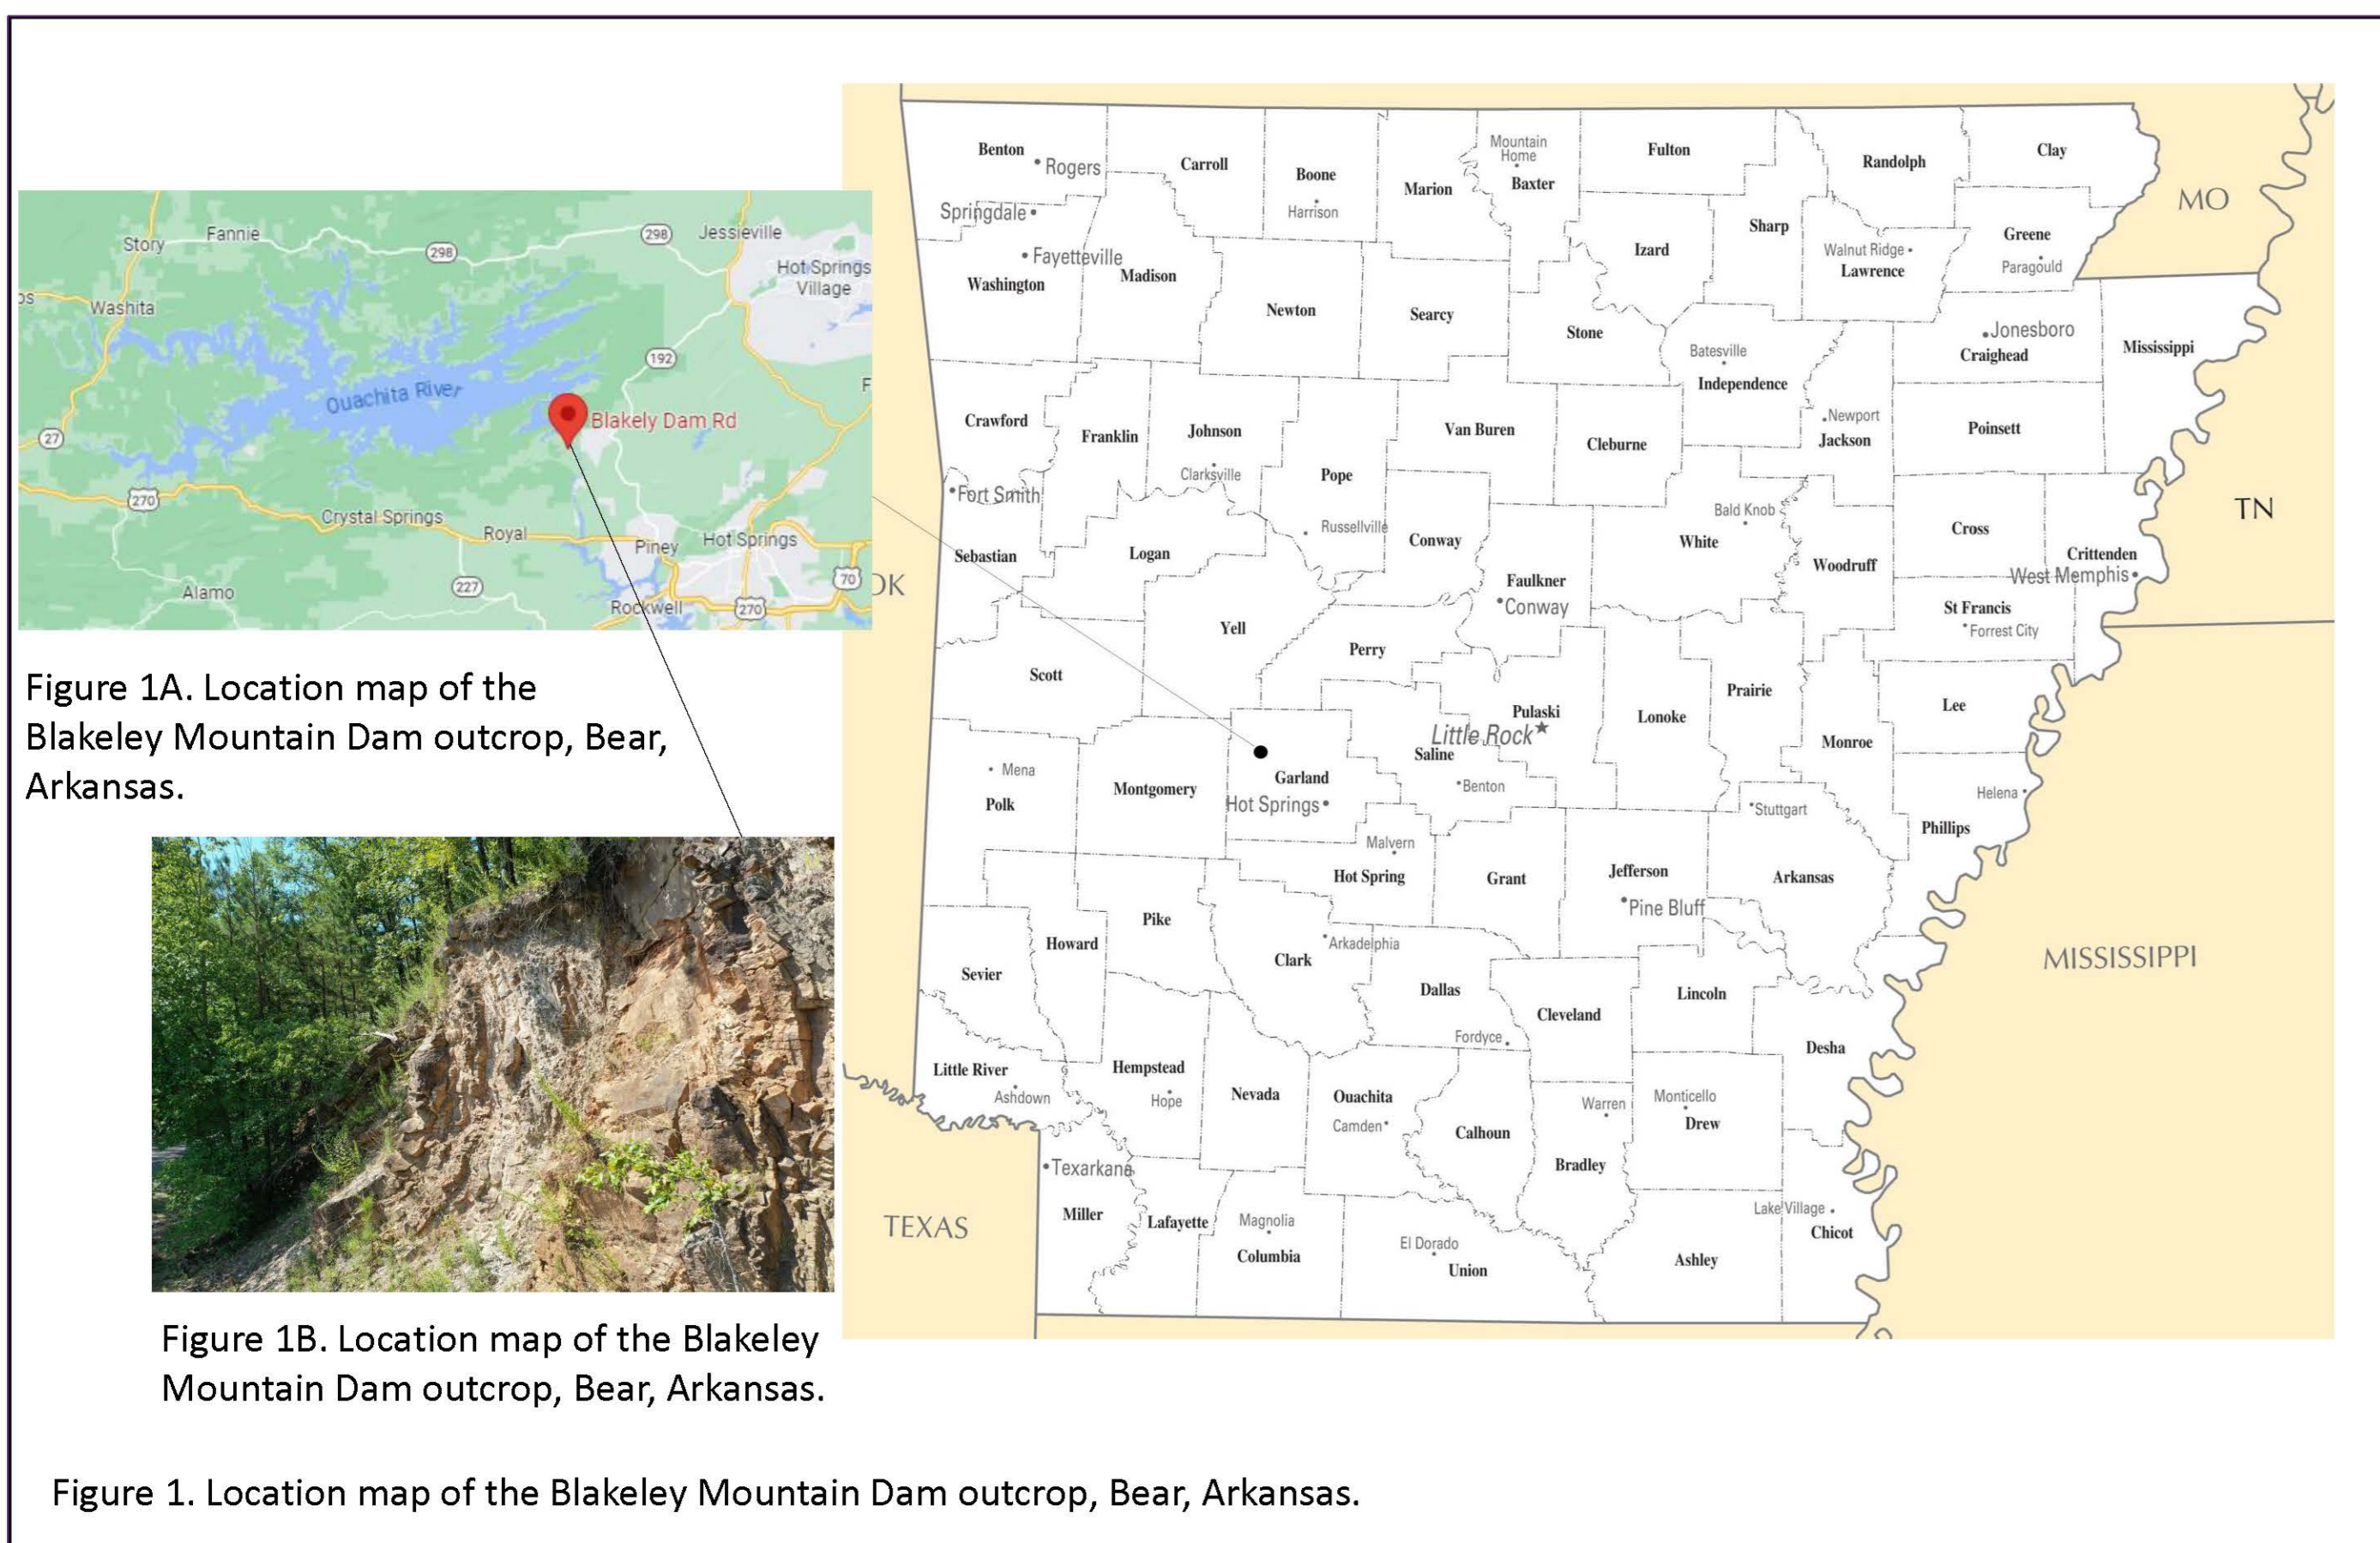 Story
Fannie
298
298
Jessieville
Hot Springs
Village
Washita
192
Ouachita River
Blakely Dam Rd
27
270
Crystal Springs
Royal
Piney
Hot Springs
70
Alamo
227
Rockwell
270
Figure 1A. Location map of the
Blakeley Mountain Dam outcrop, Bear,
Arkansas.
Figure 1B. Location map of the Blakeley
Mountain Dam outcrop, Bear, Arkansas.
Benton
Rogers
Carroll
Boone
Harrison
Marion
Mountain
Home
Baxter
Fulton
Randolph
Clay
MO
Springdale
Fayetteville
Washington
Madison
Newton
Searcy
Stone
Izard
Sharp
Walnut Ridge
Lawrence
Greene
Paragould
Jonesboro
Craighead
Mississippi
Batesville
Independence
Crawford
Franklin
Johnson
Clarksville
Pope
Van Buren
Cleburne
Newport
Jackson
Poinsett
Fort Smith
Sebastian
Logan
Russellville
Conway
Faulkner
Conway
Bald Knob
White
Woodruff
Cross
Crittenden
West Memphis
TN
OK
Scott
Yell
Perry
Pulaski
Little Rock
Saline
Benton
Lonoke
Prairie
St Francis
Forrest City
Lee
Monroe
Mena
Polk
Montgomery
Garland
Hot Springs
Malvern
Hot Spring
Grant
Jefferson
Pine Bluff
Stuttgart
Arkansas
Helena
Phillips
Pike
Howard
Sevier
Clark
Arkadelphia
Dallas
Fordyce
Cleveland
Lincoln
Desha
MISSISSIPPI
Little River
Ashdown
Hempstead
Hope
Nevada
Ouachita
Camden
Calhoun
Warren
Bradley
Monticello
Drew
TEXAS
Texarkana
Miller
Lafayette
Magnolia
Columbia
El Dorado
Union
Ashley
Lake Village
Chicot
Figure 1. Location map of the Blakeley Mountain Dam outcrop, Bear, Arkansas.